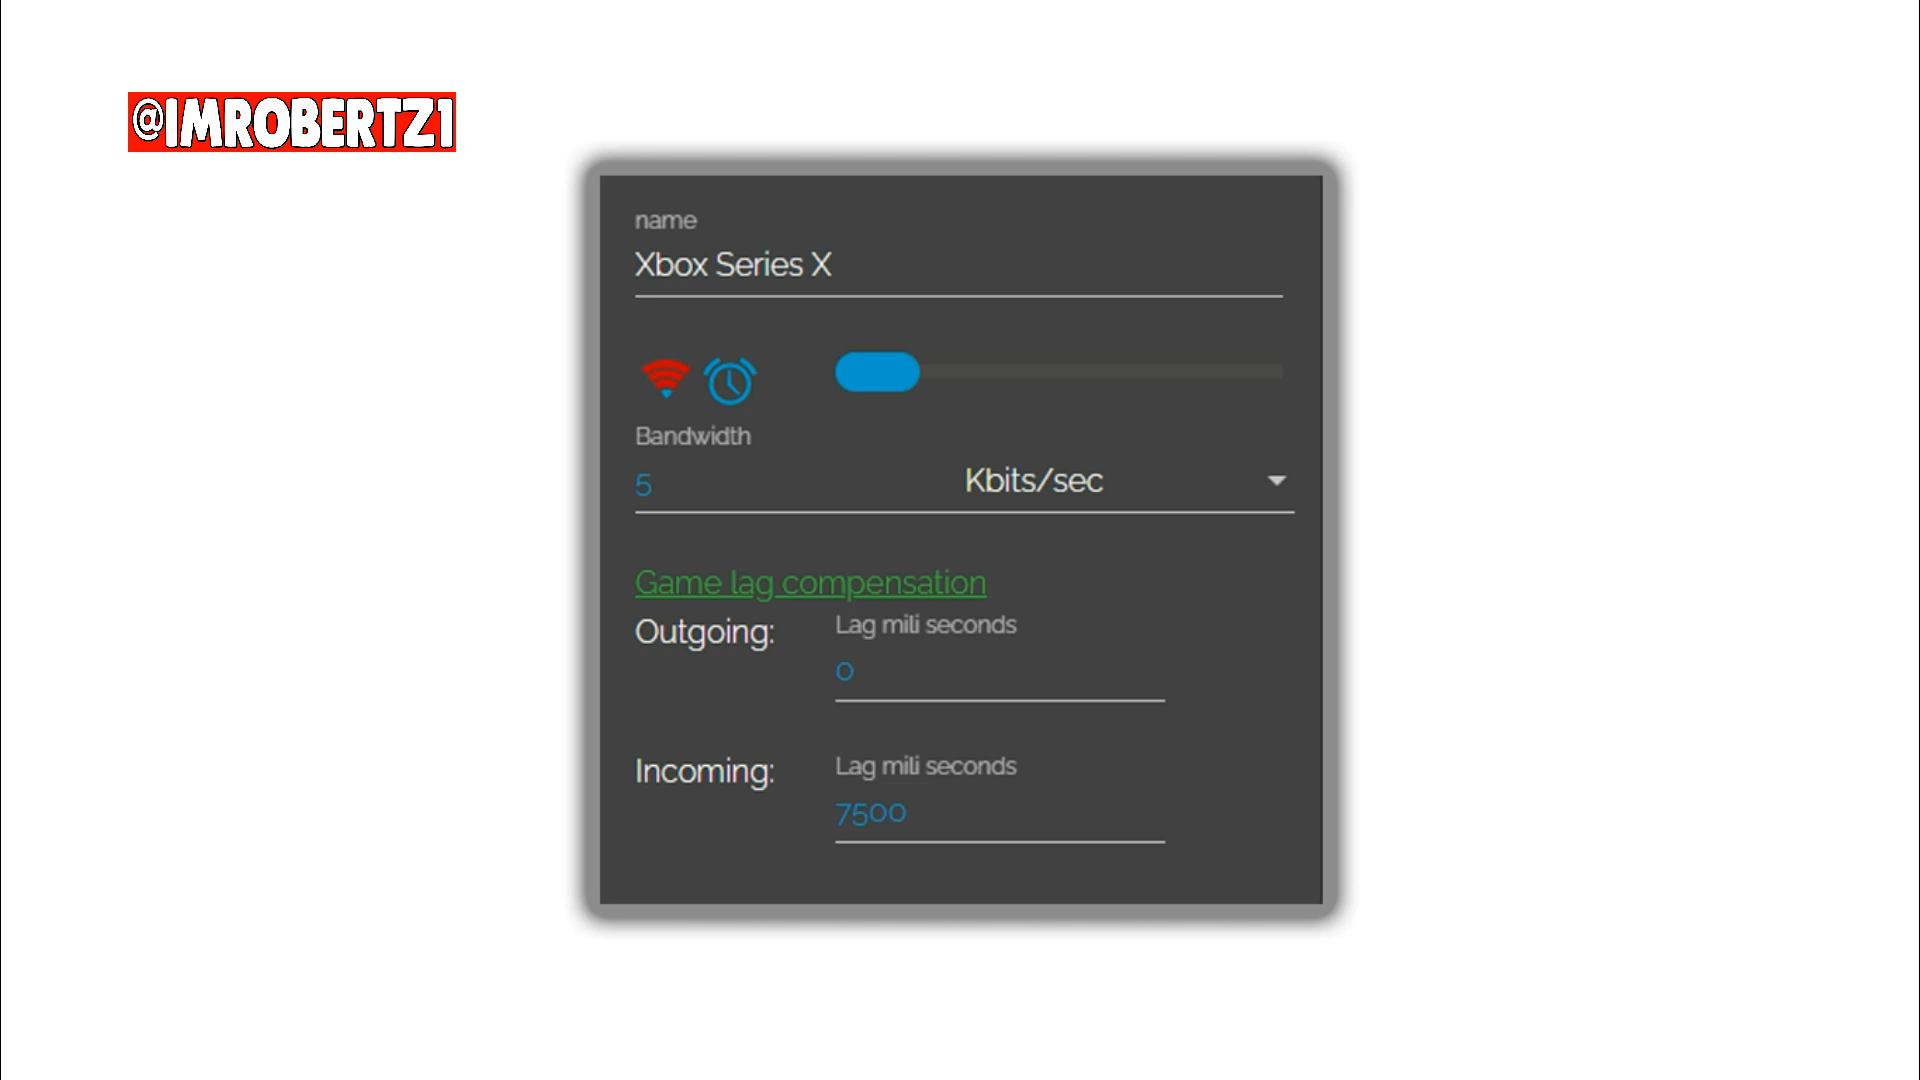 @IMROBERTZ1
name
Xbox Series X
Bandwidth
5 Kbits/sec
Game lag compensation
Outgoing: Lag mili seconds
0
Incoming: Lag mili seconds
7500